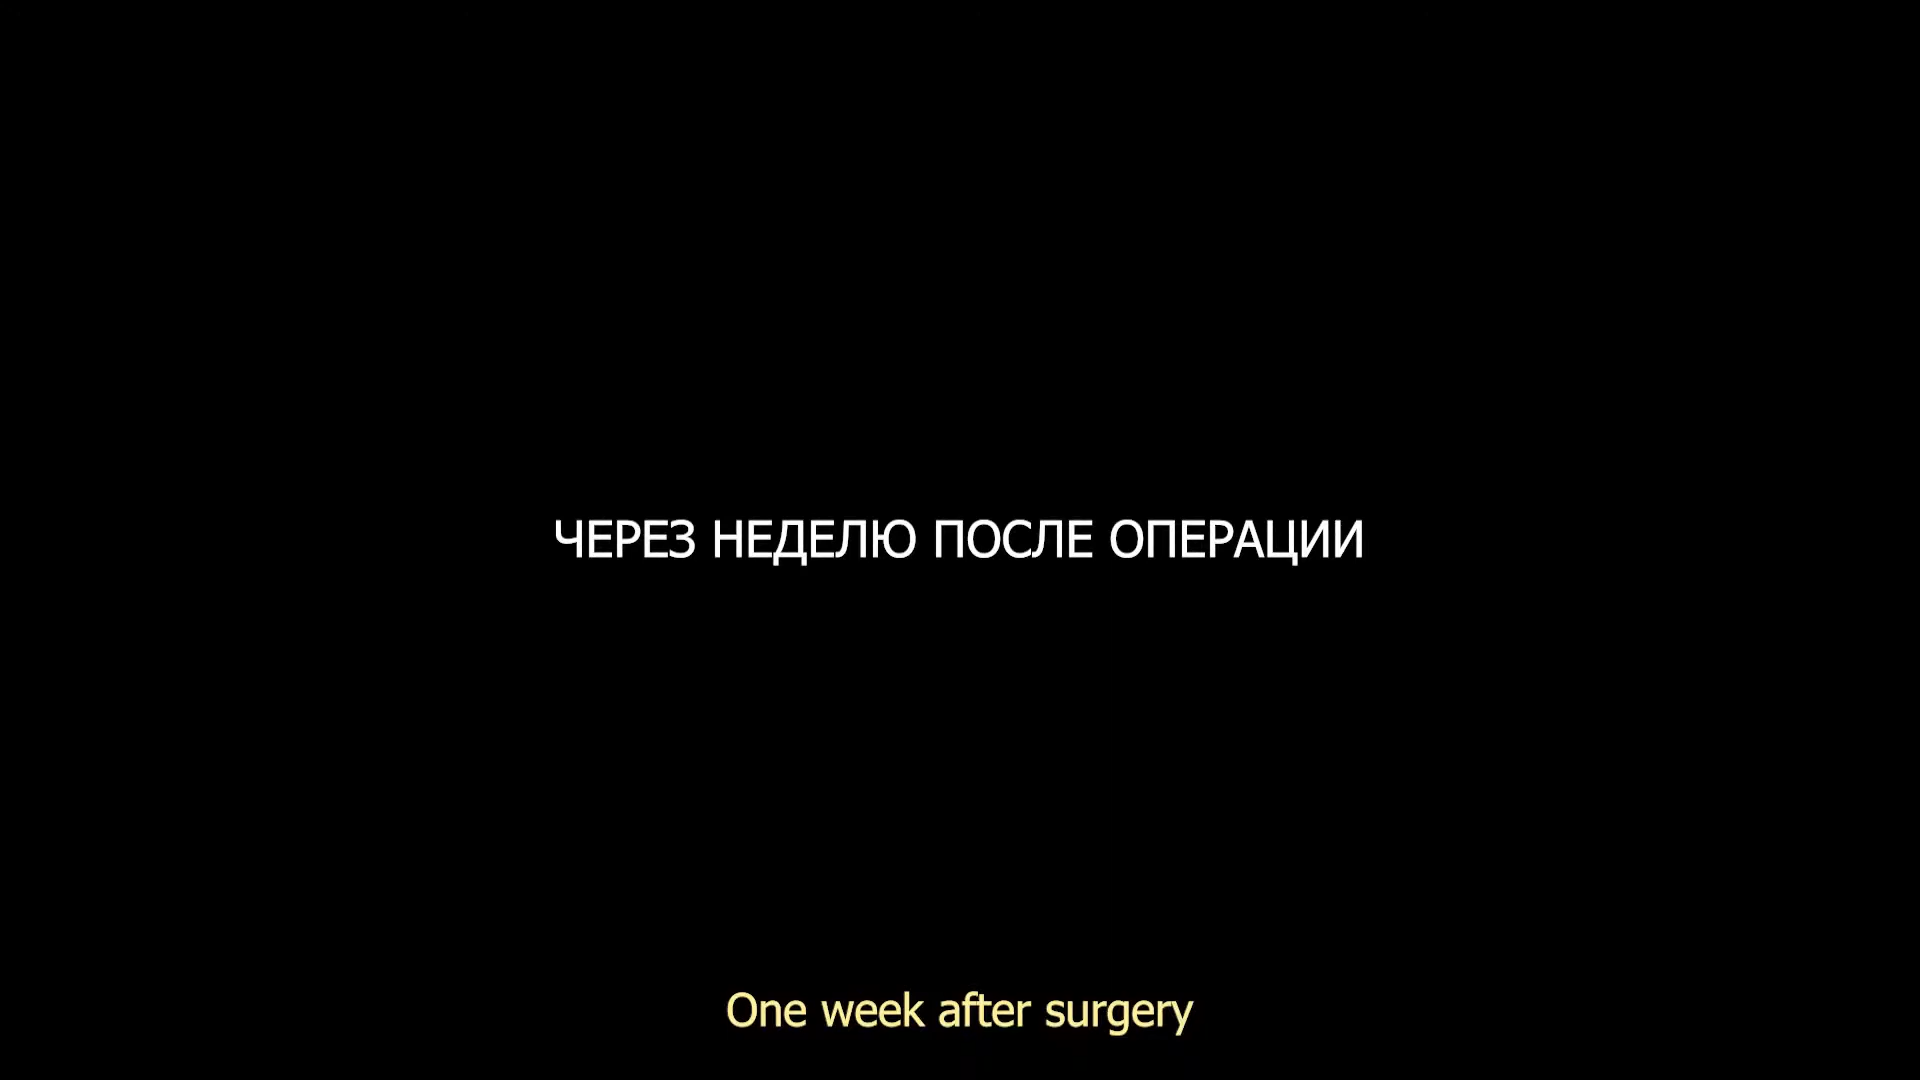 ЧЕРЕЗ НЕДЕЛЮ ПОСЛЕ ОПЕРАЦИИ
One week after surgery